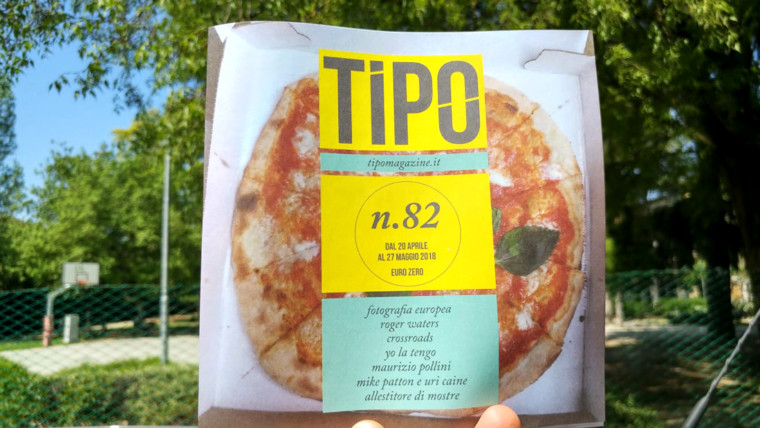 TIPO
tipomagazine.it
n.82
DAL 20 APRILE
AL 27 MAGGIO 2018
EURO ZERO
fotografia europea
roger waters
crossroads
yo la tengo
maurizio pollini
mike patton e uri caine
allestitore di mostre